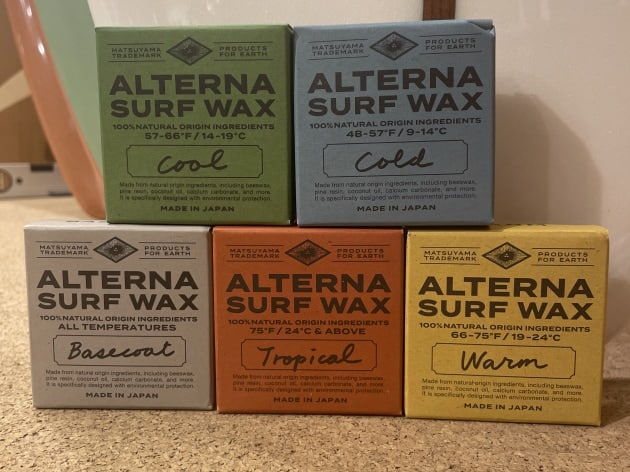 MATSUYAMA TRADEMARK
PRODUCTS FOR EARTH
ALTERNA
SURF WAX
100%NATURAL ORIGIN INGREDIENTS
57-66°F / 14-19°C
Cool
Made from natural origin ingredients, including beeswax,
pine resin, coconut oil, calcium carbonate, and more.
It is specifically designed with environmental protection.
MADE IN JAPAN
MATSUYAMA TRADEMARK
PRODUCTS FOR EARTH
ALTERNA
SURF WAX
100%NATURAL ORIGIN INGREDIENTS
48-57°F / 9-14°C
Cold
Made from natural origin ingredients, including beeswax,
pine resin, coconut oil, calcium carbonate, and more.
It is specifically designed with environmental protection.
MADE IN JAPAN
MATSUYAMA TRADEMARK
PRODUCTS FOR EARTH
ALTERNA
SURF WAX
100%NATURAL ORIGIN INGREDIENTS
ALL TEMPERATURES
Basecoat
Made from natural origin ingredients, including beeswax,
pine resin, coconut oil, calcium carbonate, and more.
It is specifically designed with environmental protection.
MADE IN JAPAN
MATSUYAMA TRADEMARK
PRODUCTS FOR EARTH
ALTERNA
SURF WAX
100%NATURAL ORIGIN INGREDIENTS
75°F / 24°C & ABOVE
Tropical
Made from natural origin ingredients, including beeswax,
pine resin, coconut oil, calcium carbonate, and more.
It is specifically designed with environmental protection.
MADE IN JAPAN
MATSUYAMA TRADEMARK
PRODUCTS FOR EARTH
ALTERNA
SURF WAX
100%NATURAL ORIGIN INGREDIENTS
66-75°F / 19-24°C
Warm
Made from natural origin ingredients, including beeswax,
pine resin, coconut oil, calcium carbonate, and more.
It is specifically designed with environmental protection.
MADE IN JAPAN